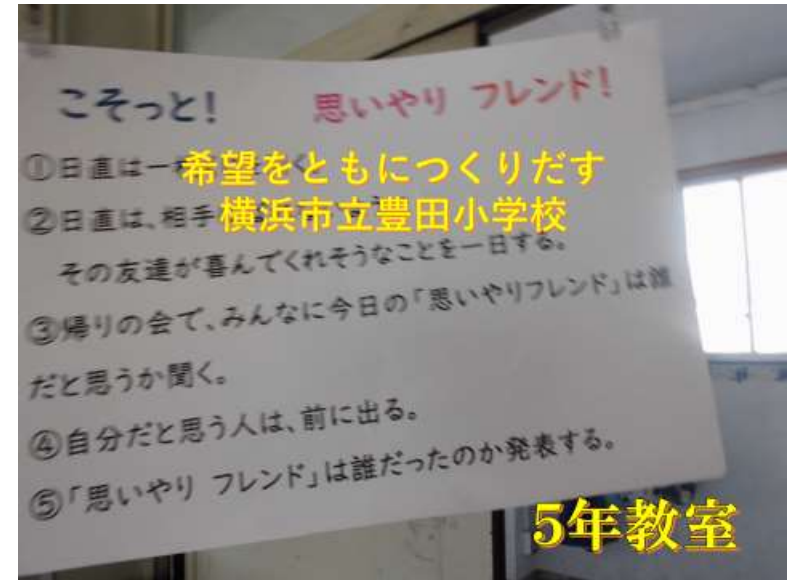 こそっと! 思いやり フレンド!
①日直は一
希望をともにつくりだす
②日直は、相手
横浜市立豊田小学校
その友達が喜んでくれそうなことを一日する。
③帰りの会で、みんなに今日の「思いやりフレンド」は誰
だと思うか聞く。
④自分だと思う人は、前に出る。
⑤「思いやり フレンド」は誰だったのか発表する。
5年教室